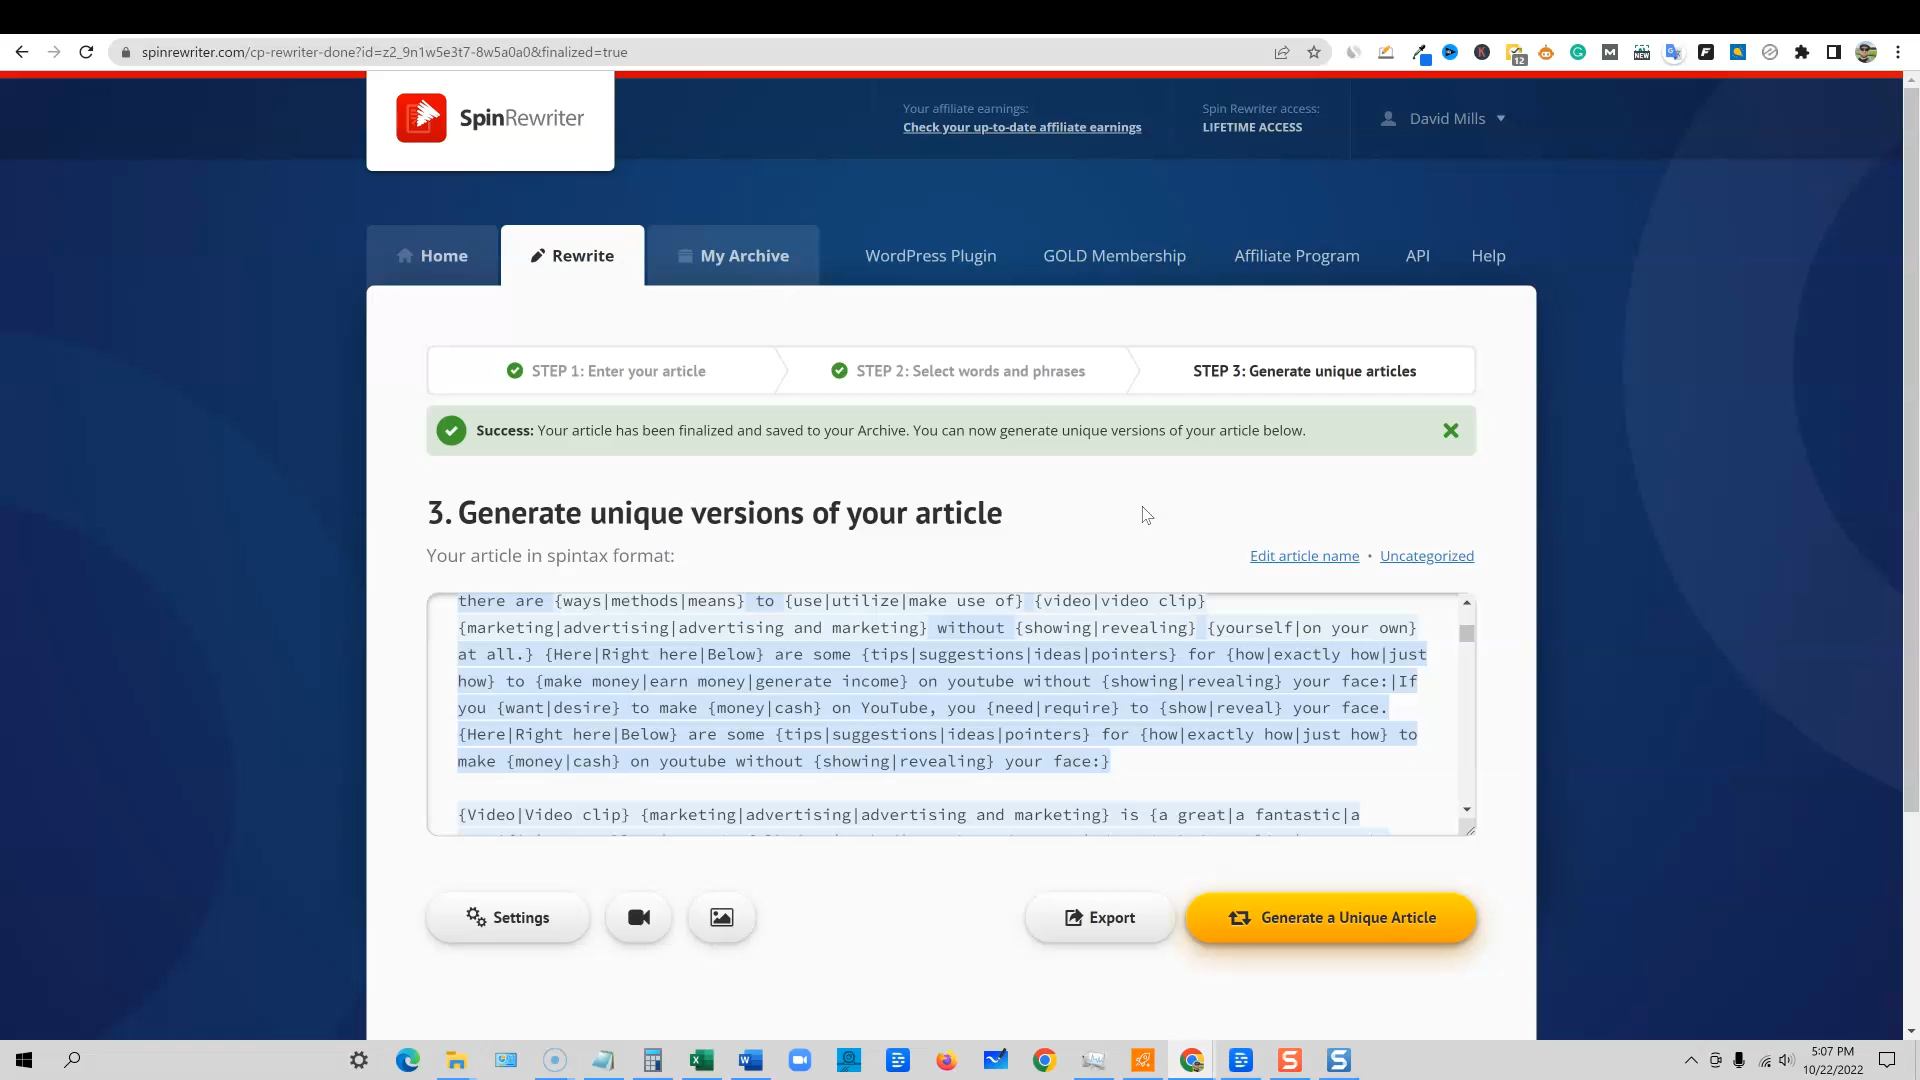 spinrewriter.com/cp-rewriter-done?id=z2_9n1w5e3t7-8w5a0a0&finalized=true
12
NEW
SpinRewriter
Your affiliate earnings:
Check your up-to-date affiliate earnings
Spin Rewriter access:
LIFETIME ACCESS
David Mills
Home
Rewrite
My Archive
WordPress Plugin
GOLD Membership
Affiliate Program
API
Help
STEP 1: Enter your article
STEP 2: Select words and phrases
STEP 3: Generate unique articles
Success: Your article has been finalized and saved to your Archive. You can now generate unique versions of your article below.
3. Generate unique versions of your article
Your article in spintax format:
Edit article name • Uncategorized
there are {ways|methods|means} to {use|utilize|make use of} {video|video clip}
{marketing|advertising|advertising and marketing} without {showing|revealing} {yourself|on your own}
at all.} {Here|Right here|Below} are some {tips|suggestions|ideas|pointers} for {how|exactly how|just
how} to {make money|earn money|generate income} on youtube without {showing|revealing} your face:|If
you {want|desire} to make {money|cash} on YouTube, you {need|require} to {show|reveal} your face.
{Here|Right here|Below} are some {tips|suggestions|ideas|pointers} for {how|exactly how|just how} to
make {money|cash} on youtube without {showing|revealing} your face:}
{Video|Video clip} {marketing|advertising|advertising and marketing} is {a great|a fantastic|a
Settings
Export
Generate a Unique Article
5:07 PM
10/22/2022